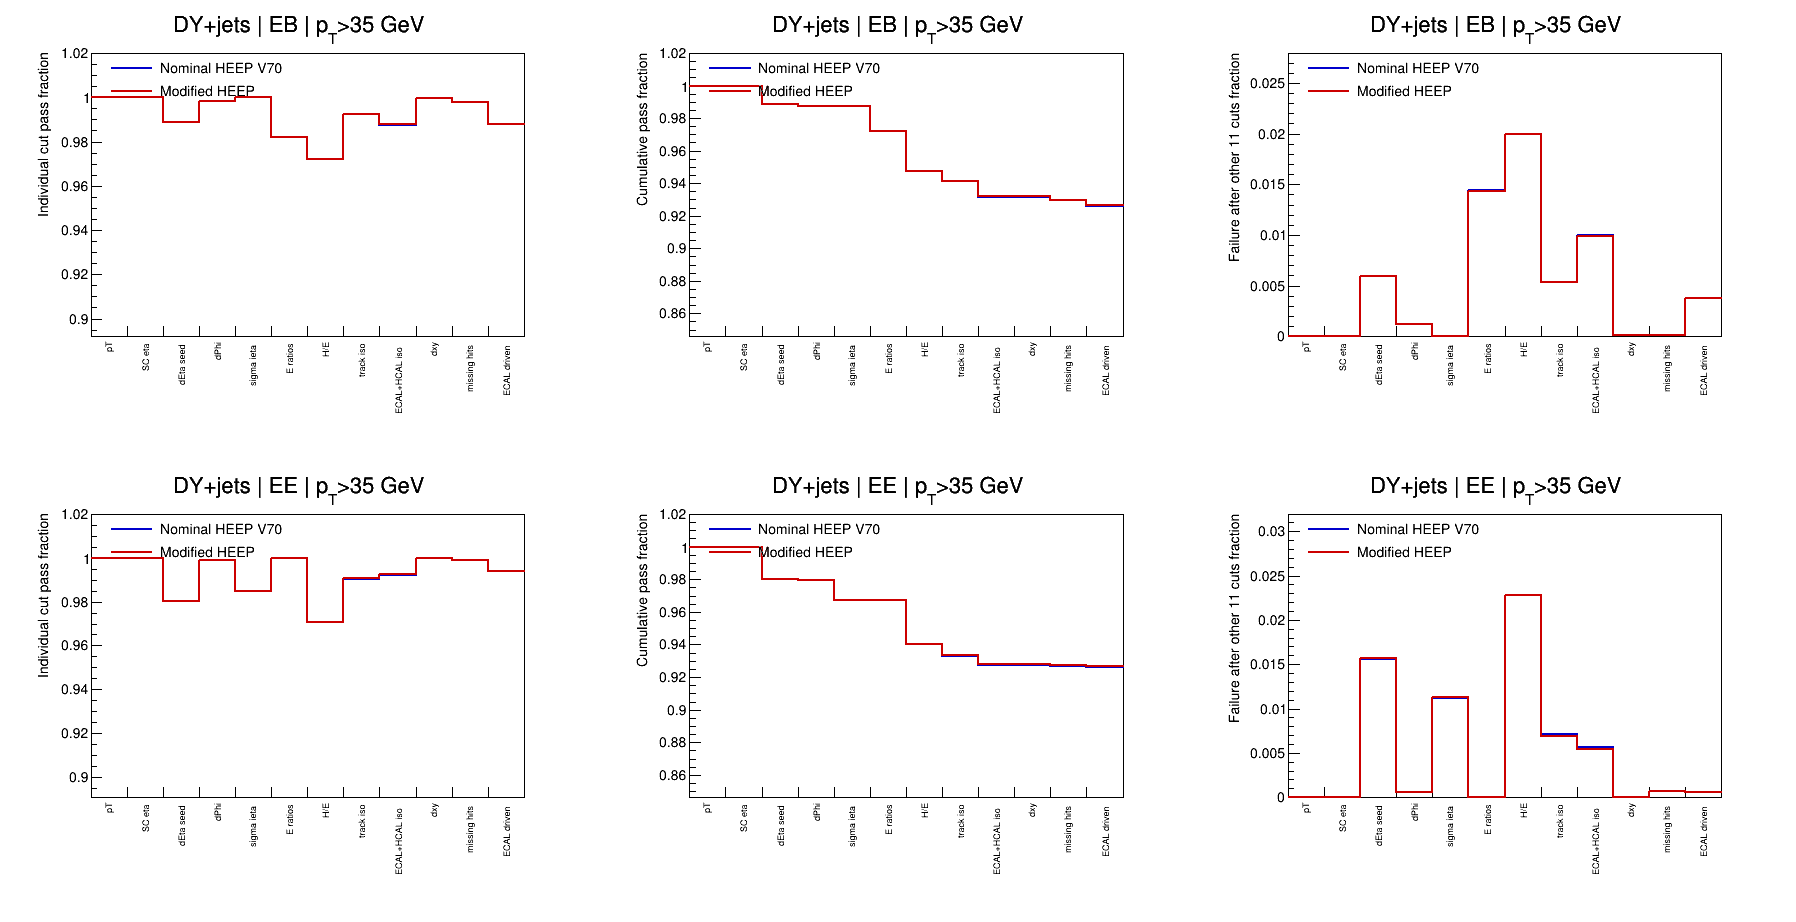 DY+jets | EB | pT>35 GeV
Individual cut pass fraction
Nominal HEEP V70
Modified HEEP
1.02
1
0.98
0.96
0.94
0.92
0.9
pT
SC eta
dEta seed
dPhi
sigma ieta
E ratios
H/E
track iso
ECAL+HCAL iso
dxy
missing hits
ECAL driven
DY+jets | EB | pT>35 GeV
Cumulative pass fraction
Nominal HEEP V70
Modified HEEP
1.02
1
0.98
0.96
0.94
0.92
0.9
0.88
0.86
pT
SC eta
dEta seed
dPhi
sigma ieta
E ratios
H/E
track iso
ECAL+HCAL iso
dxy
missing hits
ECAL driven
DY+jets | EB | pT>35 GeV
Failure after other 11 cuts fraction
Nominal HEEP V70
Modified HEEP
0.025
0.02
0.015
0.01
0.005
0
pT
SC eta
dEta seed
dPhi
sigma ieta
E ratios
H/E
track iso
ECAL+HCAL iso
dxy
missing hits
ECAL driven
DY+jets | EE | pT>35 GeV
Individual cut pass fraction
Nominal HEEP V70
Modified HEEP
1.02
1
0.98
0.96
0.94
0.92
0.9
pT
SC eta
dEta seed
dPhi
sigma ieta
E ratios
H/E
track iso
ECAL+HCAL iso
dxy
missing hits
ECAL driven
DY+jets | EE | pT>35 GeV
Cumulative pass fraction
Nominal HEEP V70
Modified HEEP
1.02
1
0.98
0.96
0.94
0.92
0.9
0.88
0.86
pT
SC eta
dEta seed
dPhi
sigma ieta
E ratios
H/E
track iso
ECAL+HCAL iso
dxy
missing hits
ECAL driven
DY+jets | EE | pT>35 GeV
Failure after other 11 cuts fraction
Nominal HEEP V70
Modified HEEP
0.03
0.025
0.02
0.015
0.01
0.005
0
pT
SC eta
dEta seed
dPhi
sigma ieta
E ratios
H/E
track iso
ECAL+HCAL iso
dxy
missing hits
ECAL driven